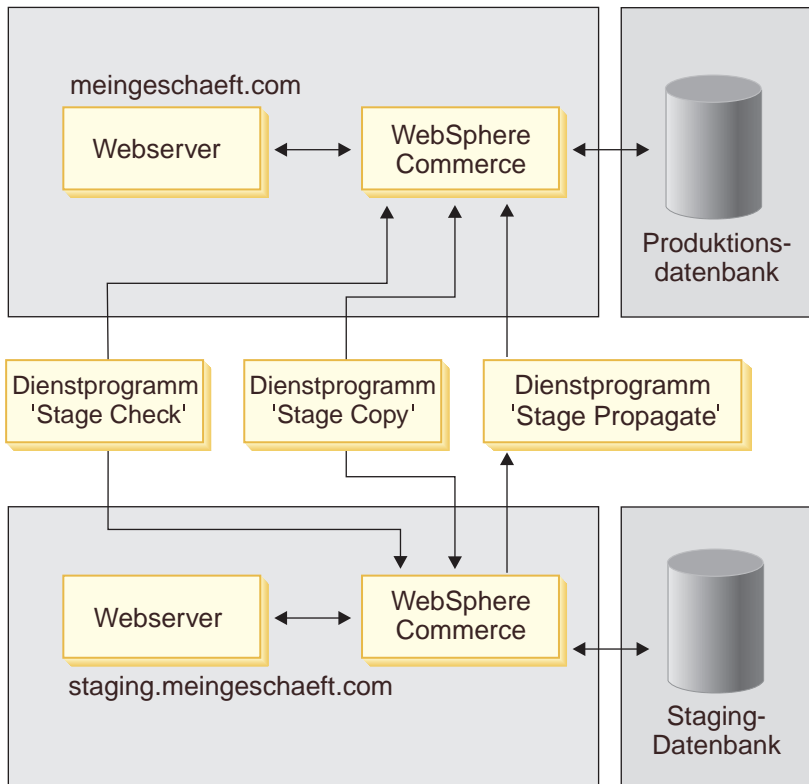 meingeschaeft.com
Webserver
WebSphere
Commerce
Produktions-
datenbank
Dienstprogramm
'Stage Check'
Dienstprogramm
'Stage Copy'
Dienstprogramm
'Stage Propagate'
Webserver
WebSphere
Commerce
staging.meingeschaeft.com
Staging-
Datenbank